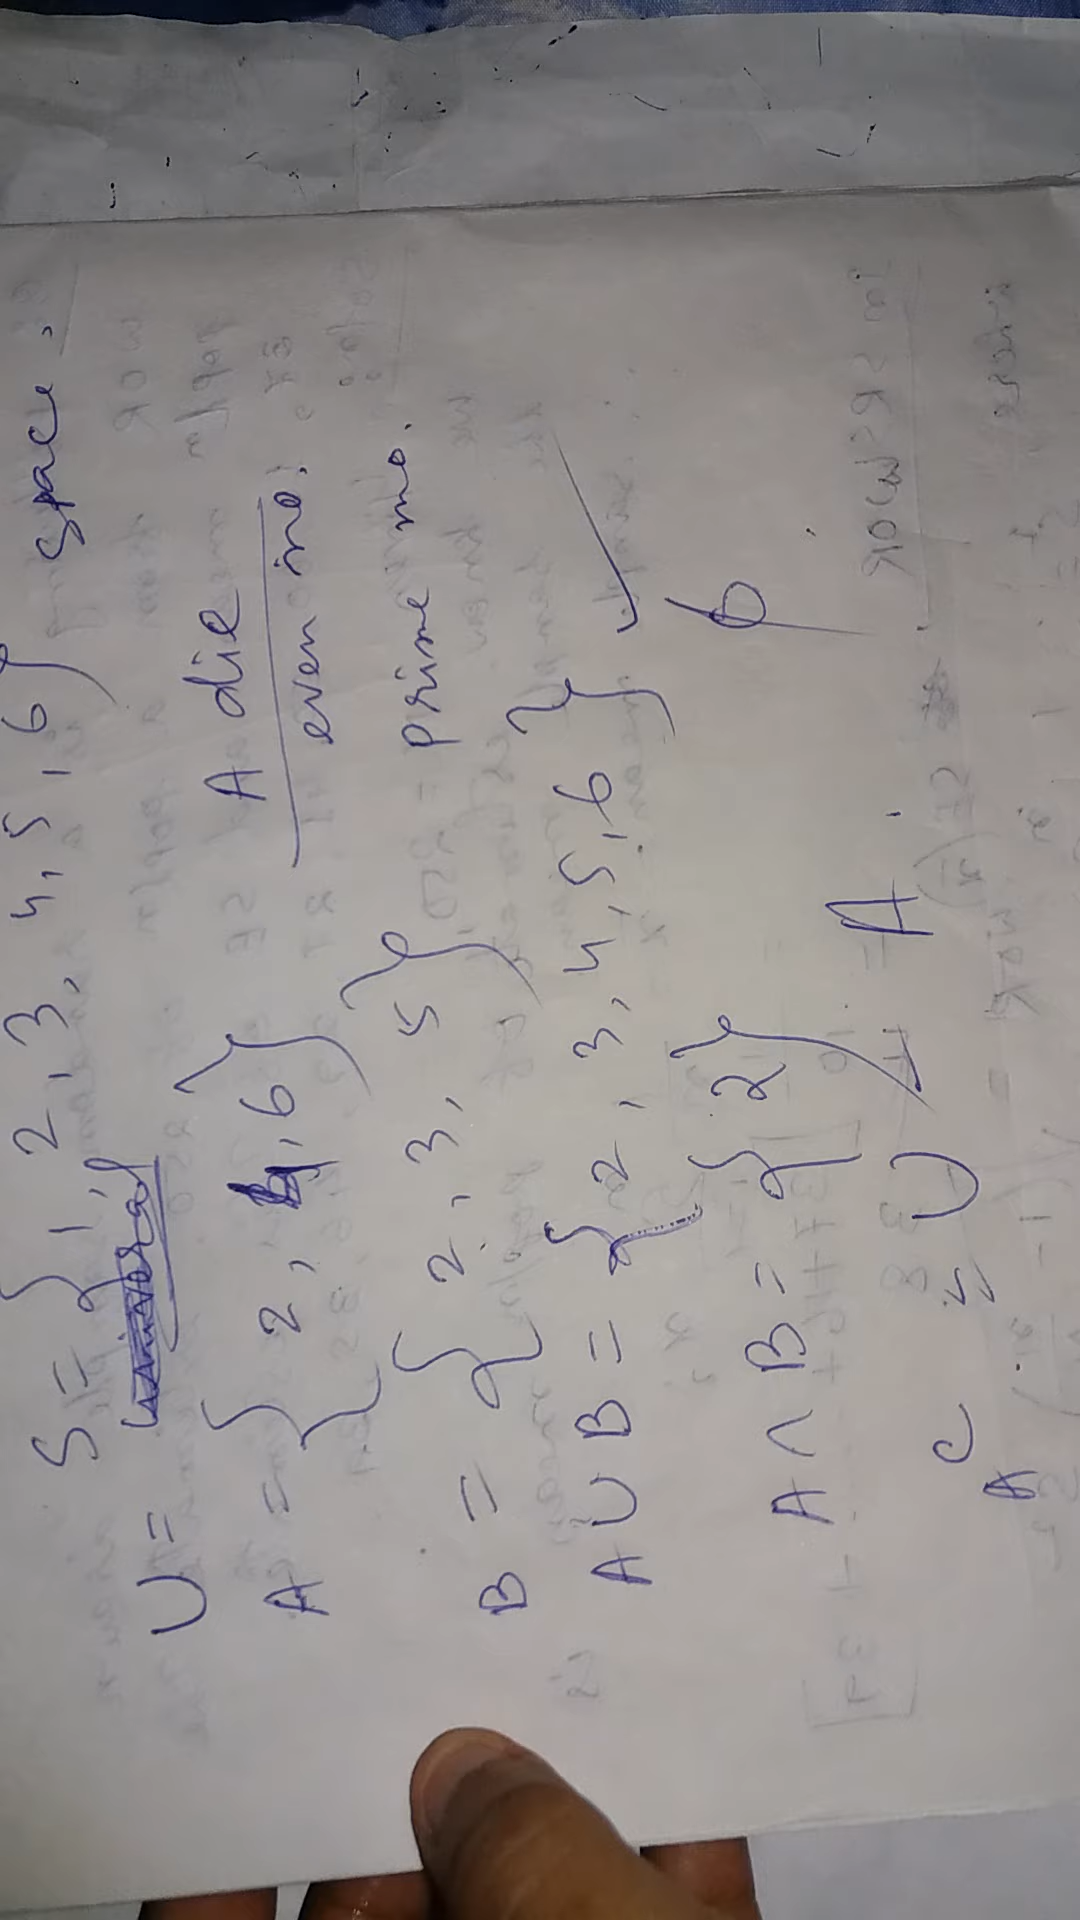 S = { 1, 2, 3, 4, 5, 6 } space.
U =
A die
A = { 2, 4, 6 } even no.
B = { 2, 3, 5 } prime no.
A ∪ B = { 2, 3, 4, 5, 6 }
A ∩ B = { 2 } 6
A^C = U - A